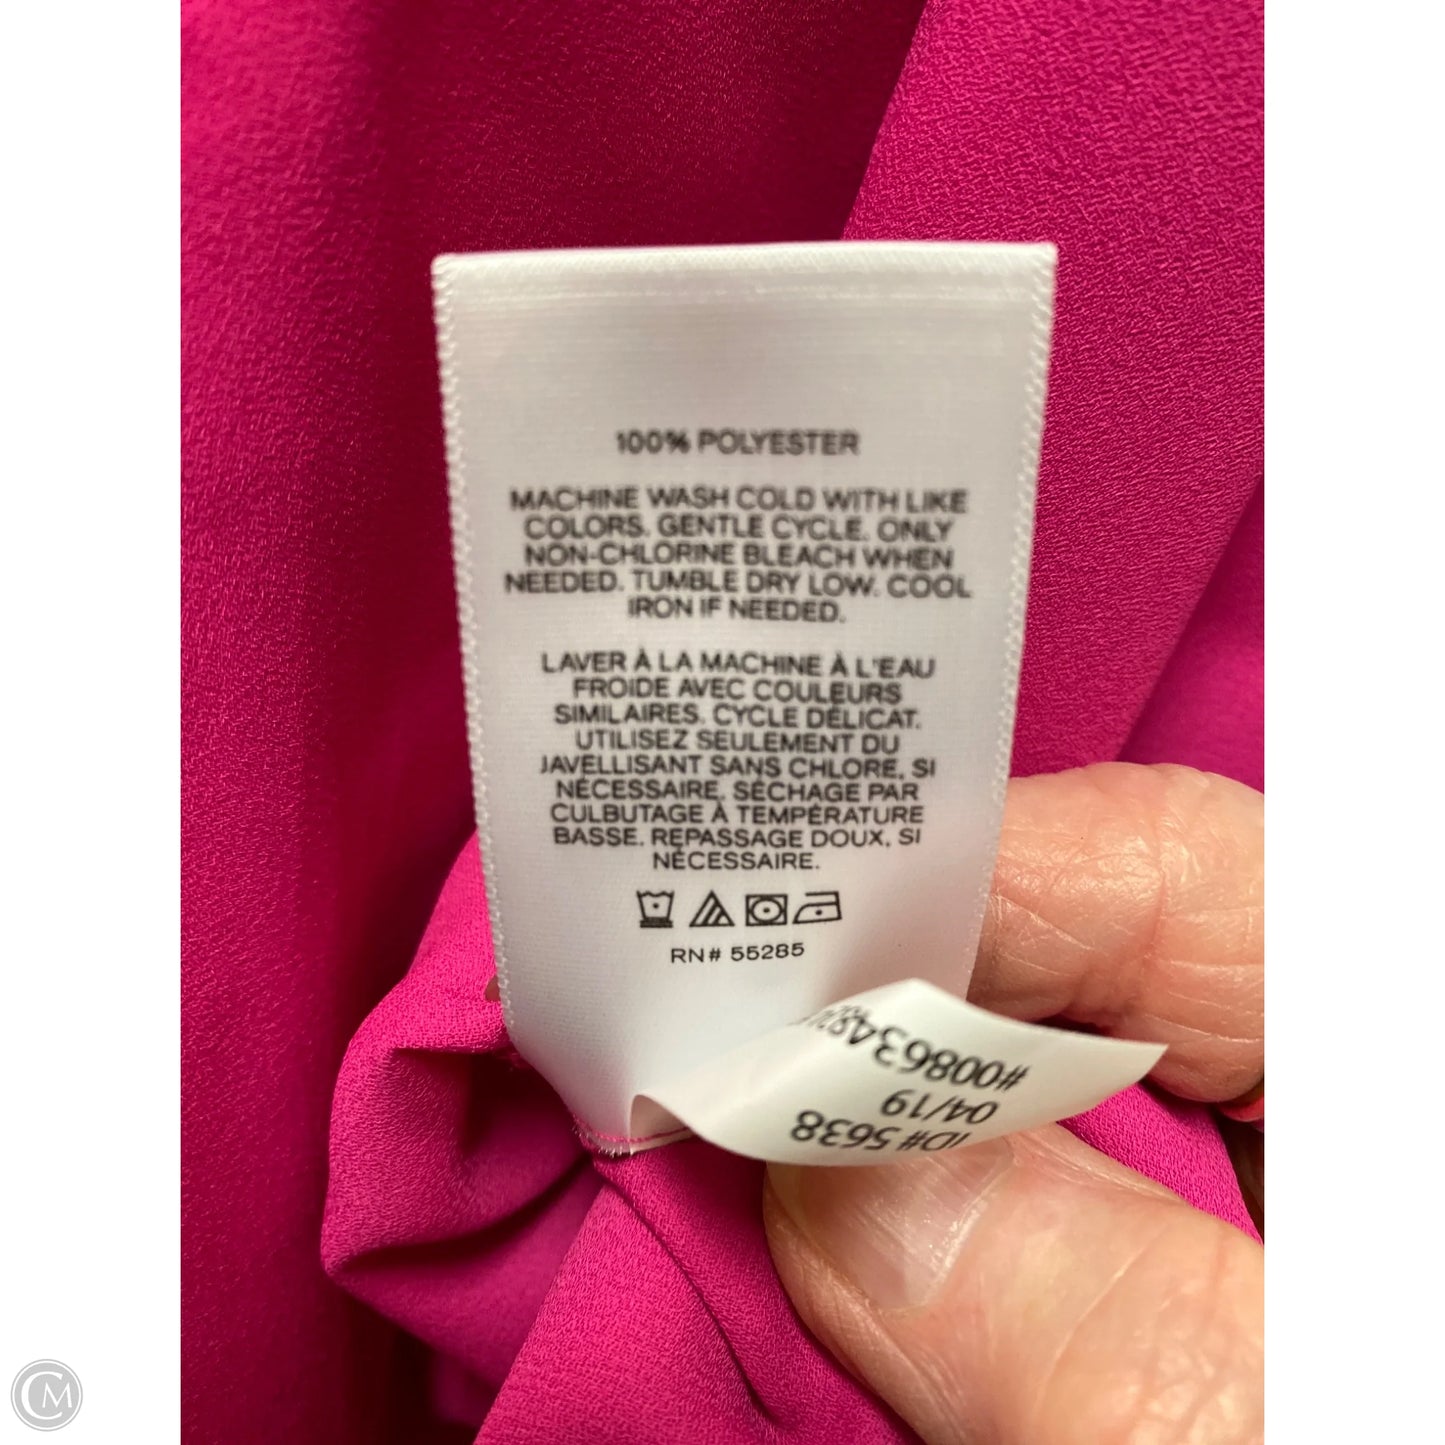 100% POLYESTER
MACHINE WASH COLD WITH LIKE
COLORS. GENTLE CYCLE. ONLY
NON-CHLORINE BLEACH WHEN
NEEDED. TUMBLE DRY LOW. COOL
IRON IF NEEDED.
LAVER À LA MACHINE À L'EAU
FROIDE AVEC COULEURS
SIMILAIRES. CYCLE DÉLICAT.
UTILISEZ SEULEMENT DU
JAVELLISANT SANS CHLORE, SI
NÉCESSAIRE. SÉCHAGE PAR
CULBUTAGE À TEMPÉRATURE
BASSE. REPASSAGE DOUX, SI
NÉCESSAIRE.
RN# 55285
ID# 5638
04/19
CM